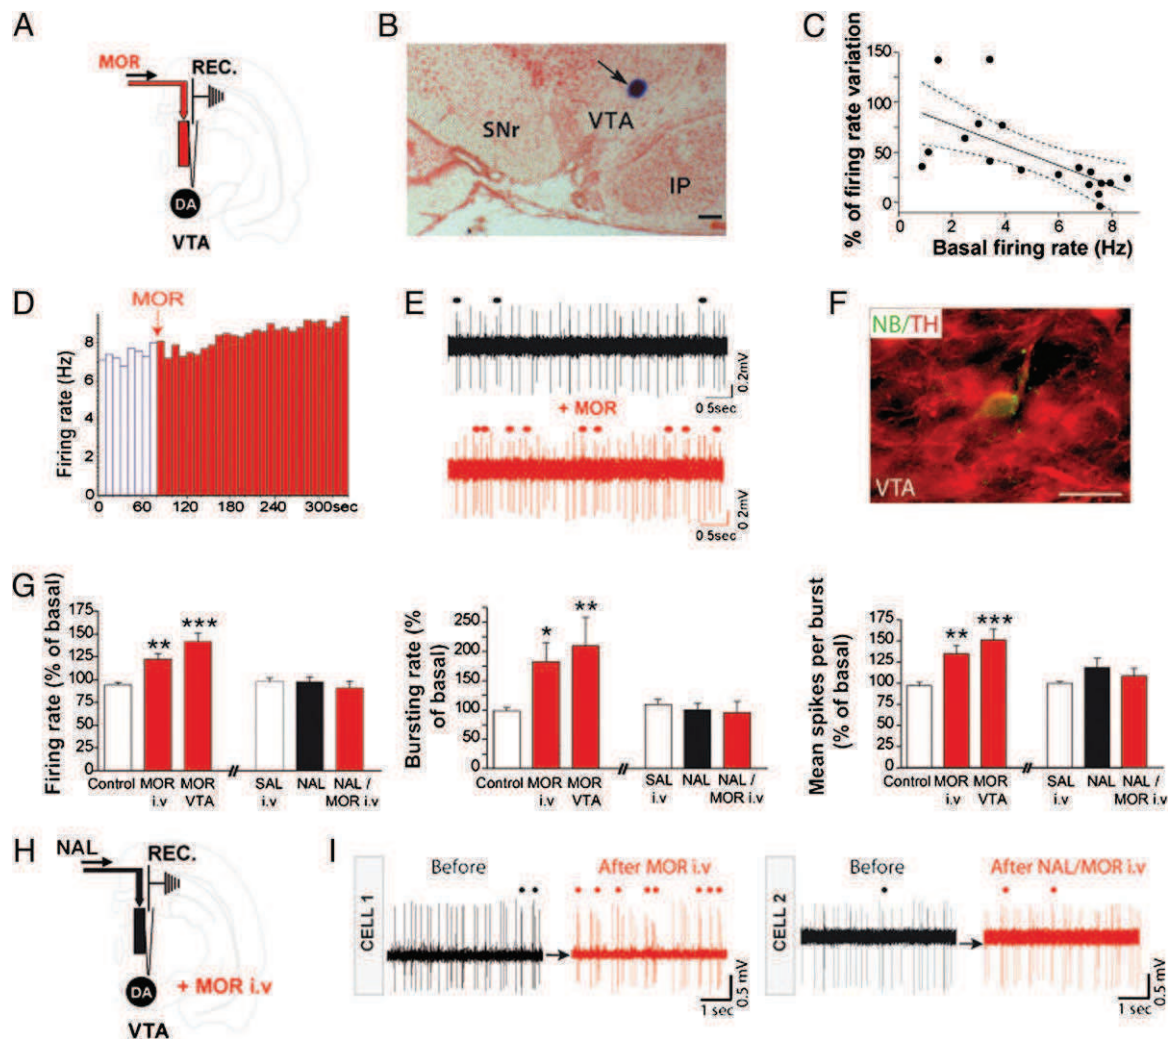 A
MOR
REC.
DA
VTA
B
SNr
VTA
IP
C
% of firing rate variation
150
100
75
50
25
0
0
2
4
6
8
Basal firing rate (Hz)
D
MOR
Firing rate (Hz)
8
6
4
2
0
0
60
120
180
240
300sec
E
0.2mV
0 5sec
+ MOR
0.2mV
0 5sec
F
NB/TH
VTA
G
Firing rate (% of basal)
175
150
125
100
75
50
25
0
**
***
Control
MOR i.v
MOR VTA
//
SAL i.v
NAL
NAL / MOR i.v
Bursting rate (% of basal)
250
200
150
100
50
0
*
**
Control
MOR i.v
MOR VTA
//
SAL i.v
NAL
NAL / MOR i.v
Mean spikes per burst (% of basal)
175
150
125
100
75
50
25
0
**
***
Control
MOR i.v
MOR VTA
//
SAL i.v
NAL
NAL / MOR i.v
H
NAL
REC.
DA
+ MOR i.v
VTA
I
CELL 1
Before
After MOR i.v
0.5 mV
1 sec
CELL 2
Before
After NAL/MOR i.v
0.5 mV
1 sec